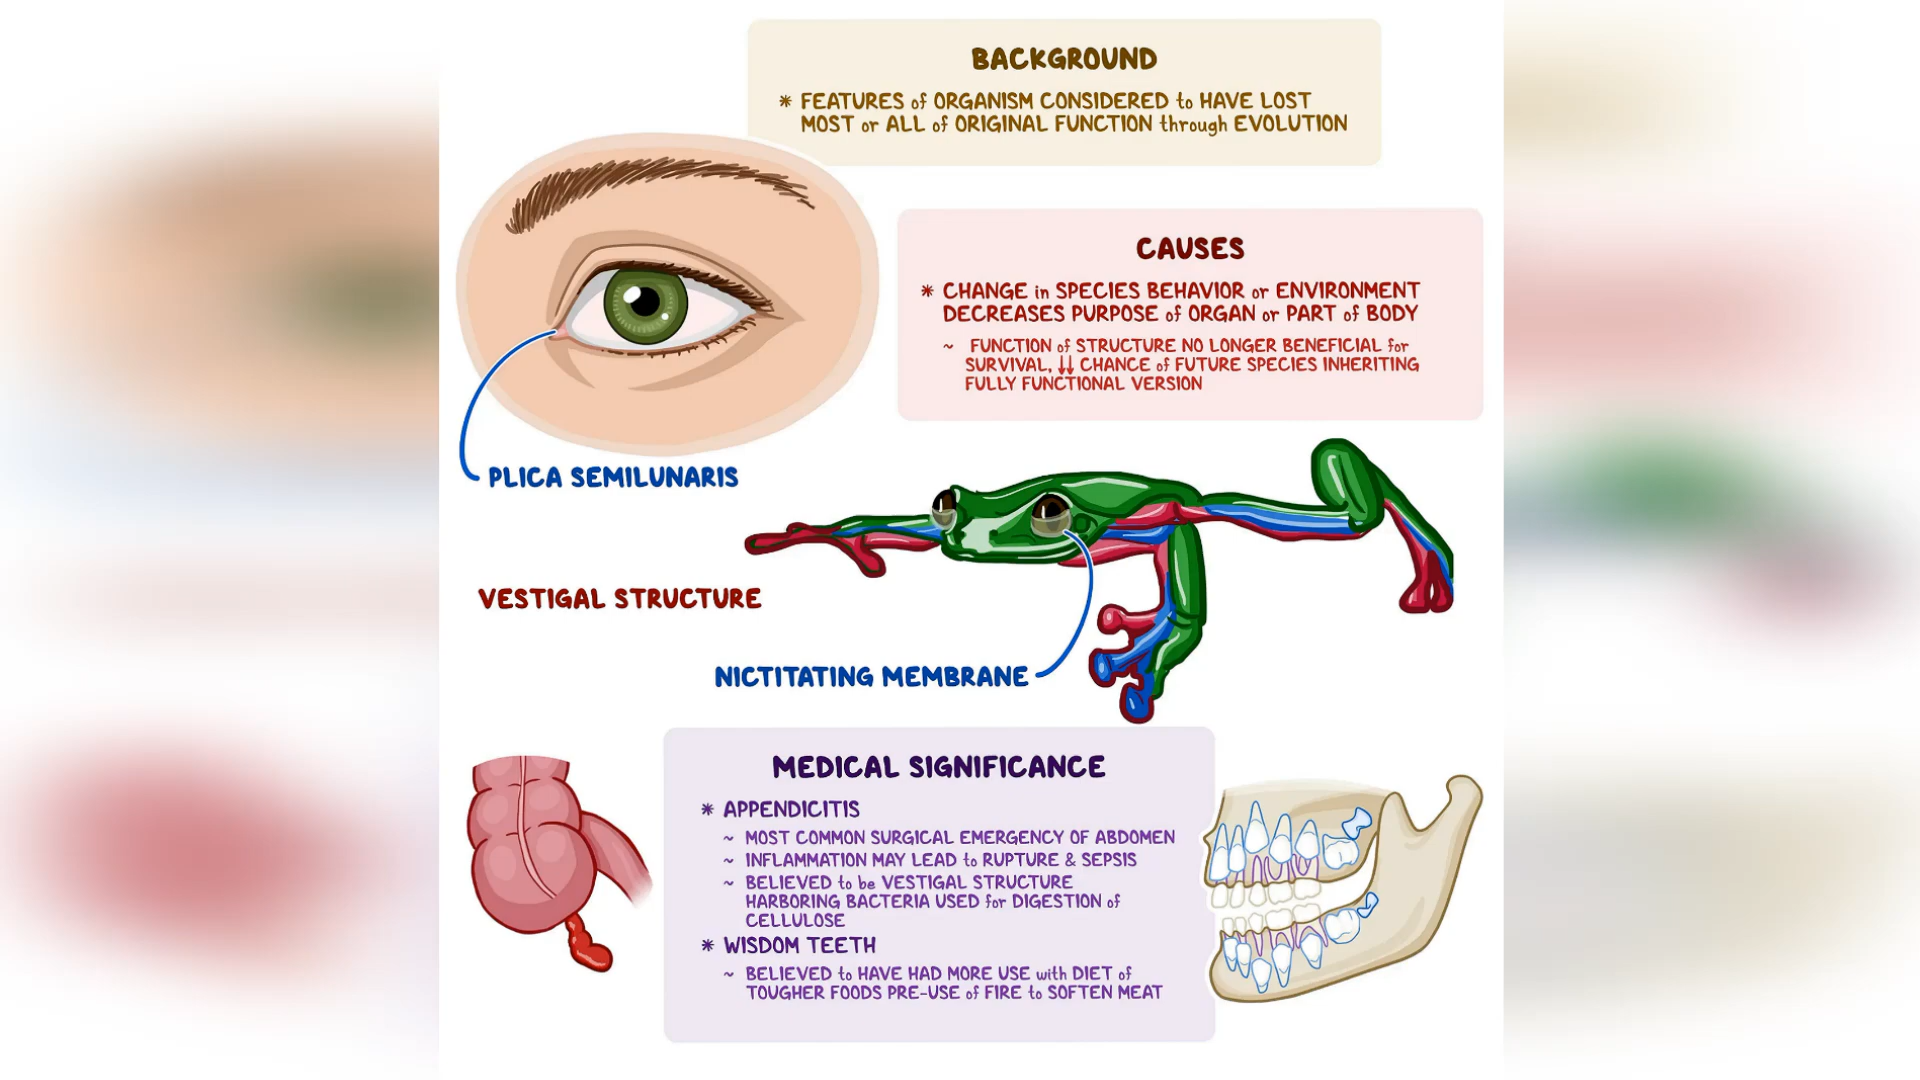 BACKGROUND
* FEATURES of ORGANISM CONSIDERED to HAVE LOST
MOST or ALL of ORIGINAL FUNCTION through EVOLUTION
CAUSES
* CHANGE in SPECIES BEHAVIOR or ENVIRONMENT
DECREASES PURPOSE of ORGAN or PART of BODY
~ FUNCTION of STRUCTURE NO LONGER BENEFICIAL for
SURVIVAL, ↓↓ CHANCE of FUTURE SPECIES INHERITING
FULLY FUNCTIONAL VERSION
PLICA SEMILUNARIS
VESTIGAL STRUCTURE
NICTITATING MEMBRANE
MEDICAL SIGNIFICANCE
* APPENDICITIS
~ MOST COMMON SURGICAL EMERGENCY OF ABDOMEN
~ INFLAMMATION MAY LEAD to RUPTURE & SEPSIS
~ BELIEVED to be VESTIGAL STRUCTURE
HARBORING BACTERIA USED for DIGESTION of
CELLULOSE
* WISDOM TEETH
~ BELIEVED to HAVE HAD MORE USE with DIET of
TOUGHER FOODS PRE-USE of FIRE to SOFTEN MEAT